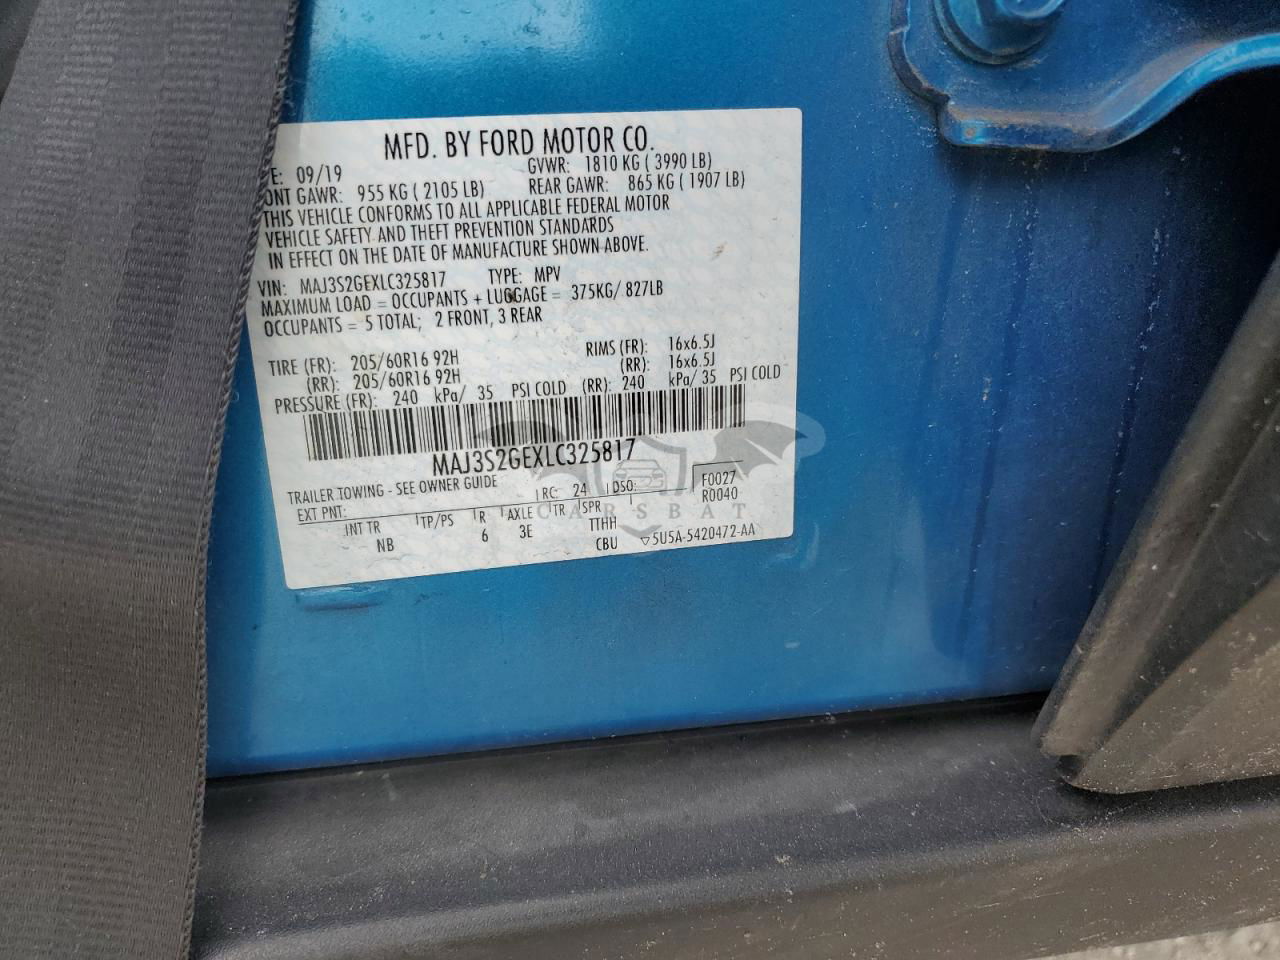 MFD. BY FORD MOTOR CO.
E: 09/19 GVWR: 1810 KG ( 3990 LB)
ONT GAWR: 955 KG ( 2105 LB) REAR GAWR: 865 KG ( 1907 LB)
THIS VEHICLE CONFORMS TO ALL APPLICABLE FEDERAL MOTOR
VEHICLE SAFETY AND THEFT PREVENTION STANDARDS
IN EFFECT ON THE DATE OF MANUFACTURE SHOWN ABOVE.
VIN: MAJ3S2GEXLC325817 TYPE: MPV
MAXIMUM LOAD = OCCUPANTS + LUGGAGE = 375KG/ 827LB
OCCUPANTS = 5 TOTAL; 2 FRONT, 3 REAR
TIRE (FR): 205/60R16 92H RIMS (FR): 16x6.5J
(RR): 205/60R16 92H (RR): 16x6.5J
PRESSURE (FR): 240 kPa/ 35 PSI COLD (RR): 240 kPa/ 35 PSI COLD
MAJ3S2GEXLC325817
TRAILER TOWING - SEE OWNER GUIDE
EXT PNT: RC: 24 DSO: F0027
R0040
INT TR TP/PS R AXLE TR SPR
NB 6 3E TTHH
CBU ▽5U5A-5420472-AA
CARSBAT